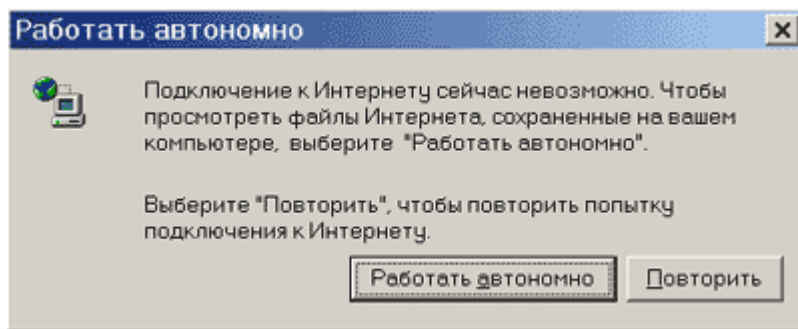 Работать автономно
Подключение к Интернету сейчас невозможно. Чтобы
просмотреть файлы Интернета, сохраненные на вашем
компьютере, выберите "Работать автономно".
Выберите "Повторить", чтобы повторить попытку
подключения к Интернету.
Работать автономно
Повторить